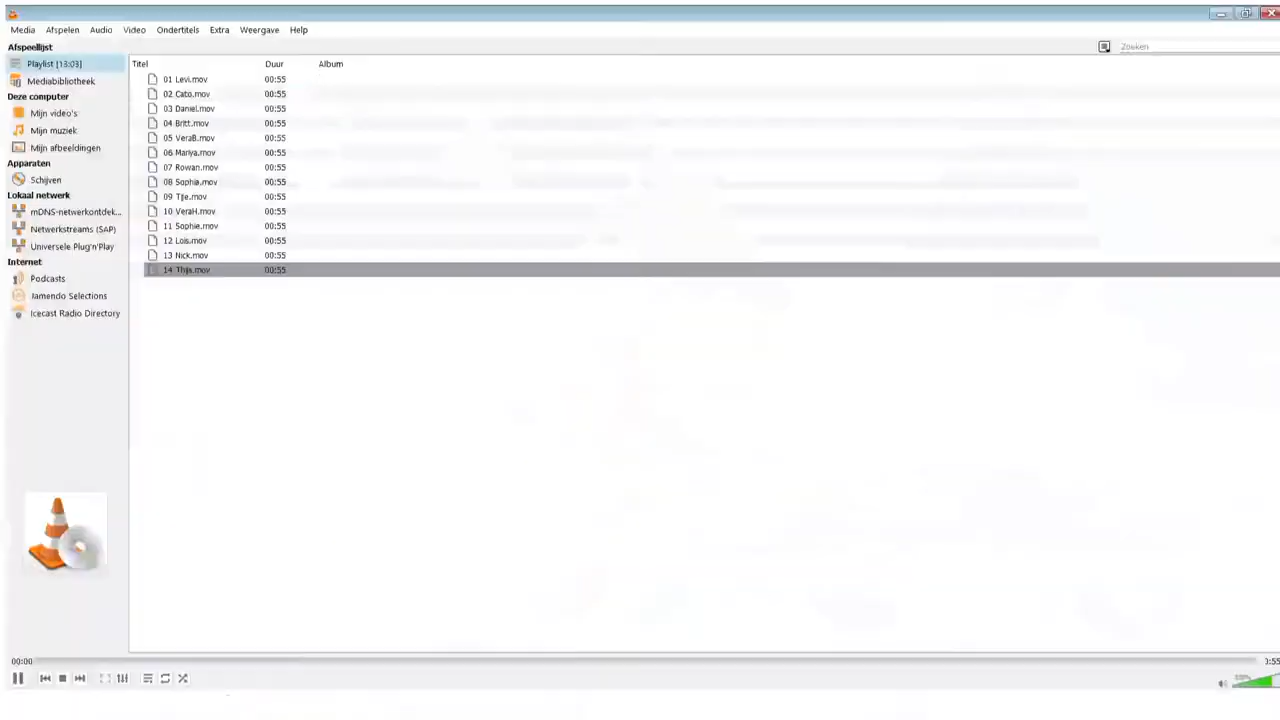 Media Afspelen Audio Video Ondertitels Extra Weergave Help
Afspeellijst
Zoeken
Playlist [13:03]
Mediabibliotheek
Deze computer
Mijn video's
Mijn muziek
Mijn afbeeldingen
Apparaten
Schijven
Lokaal netwerk
mDNS-netwerkontdek...
Netwerkstreams (SAP)
Universele Plug'n'Play
Internet
Podcasts
Jamendo Selections
Icecast Radio Directory
Titel Duur Album
01 Levi.mov 00:55
02 Cato.mov 00:55
03 Daniel.mov 00:55
04 Britt.mov 00:55
05 VeraB.mov 00:55
06 Mariya.mov 00:55
07 Rowan.mov 00:55
08 Sophia.mov 00:55
09 Tije.mov 00:55
10 VeraH.mov 00:55
11 Sophie.mov 00:55
12 Lois.mov 00:55
13 Nick.mov 00:55
14 Thijs.mov 00:55
00:00